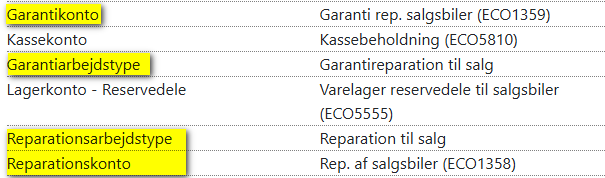 Garantikonto Garanti rep. salgsbiler (ECO1359)
Kassekonto Kassebeholdning (ECO5810)
Garantiarbejdstype Garantireparation til salg
Lagerkonto - Reservedele Varelager reservedele til salgsbiler
(ECO5555)
Reparationsarbejdstype Reparation til salg
Reparationskonto Rep. af salgsbiler (ECO1358)